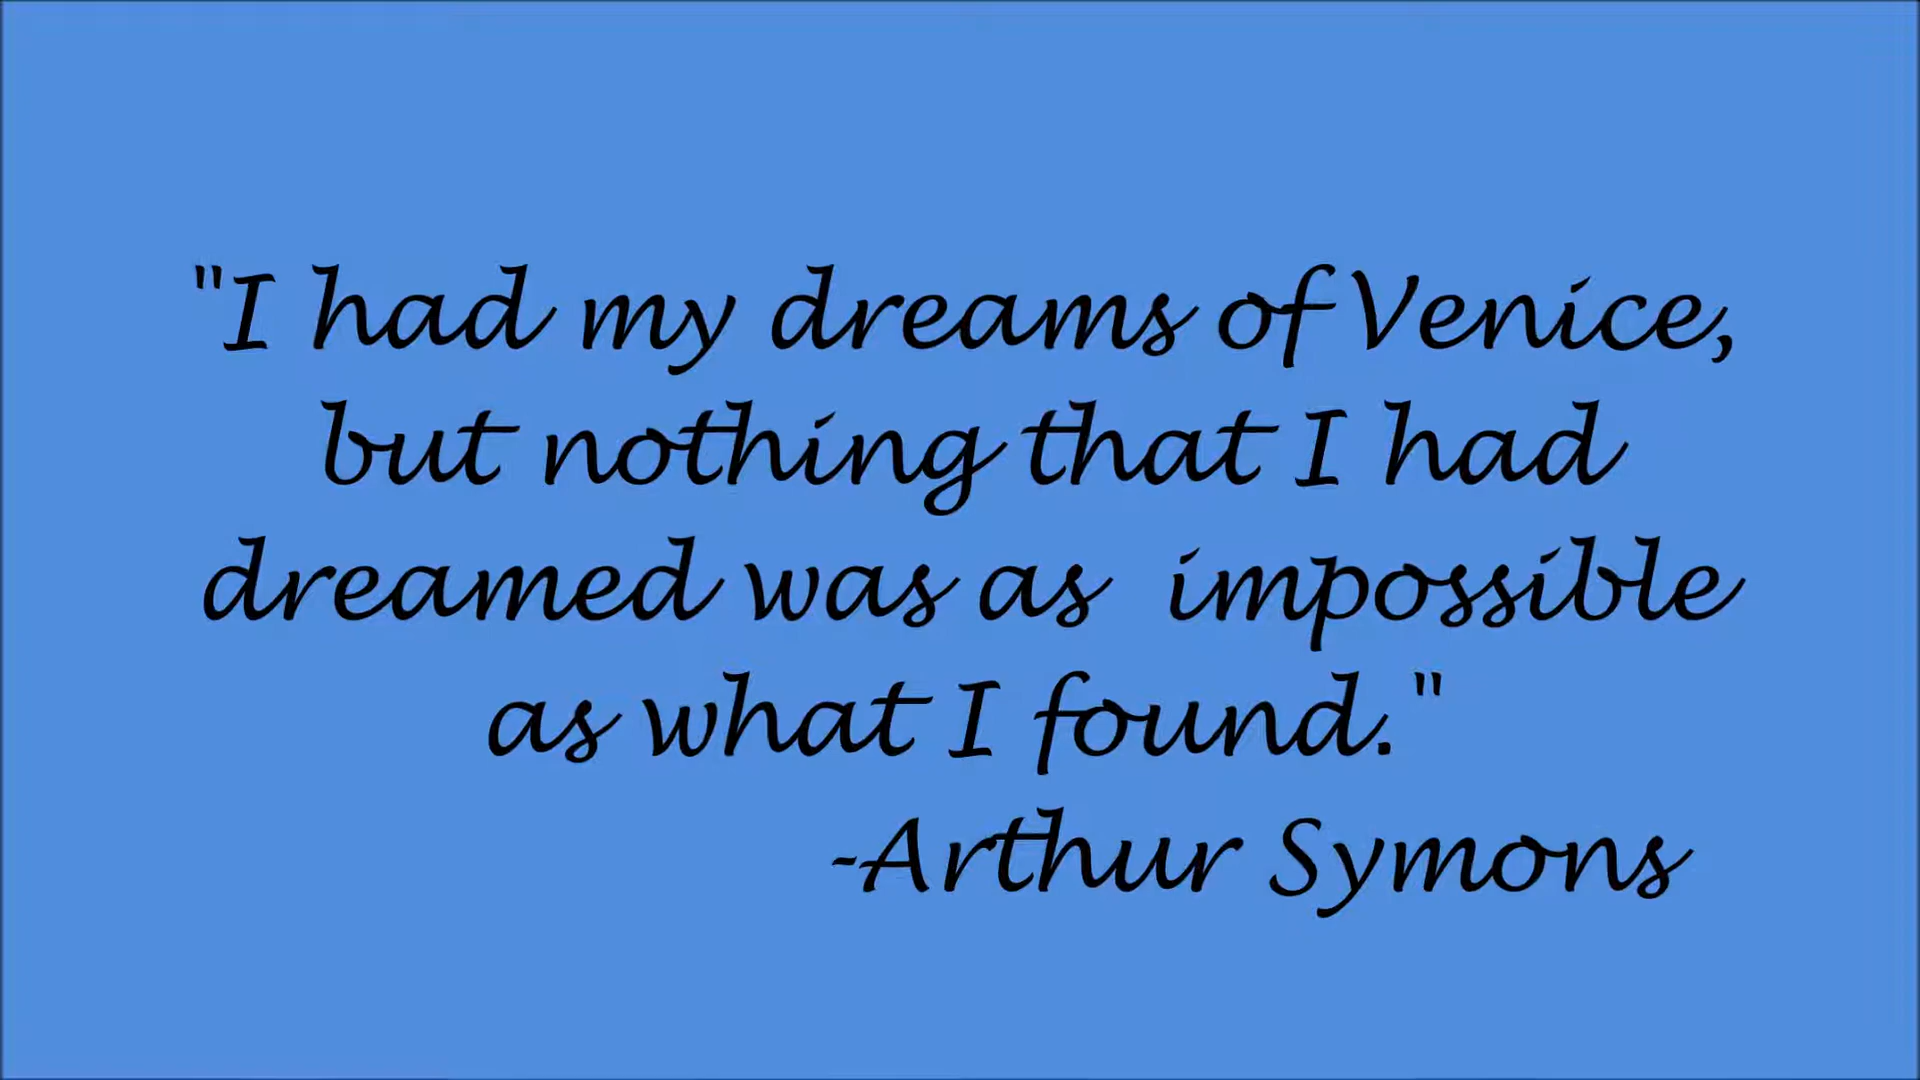 "I had my dreams of Venice,
but nothing that I had
dreamed was as impossible
as what I found."
-Arthur Symons